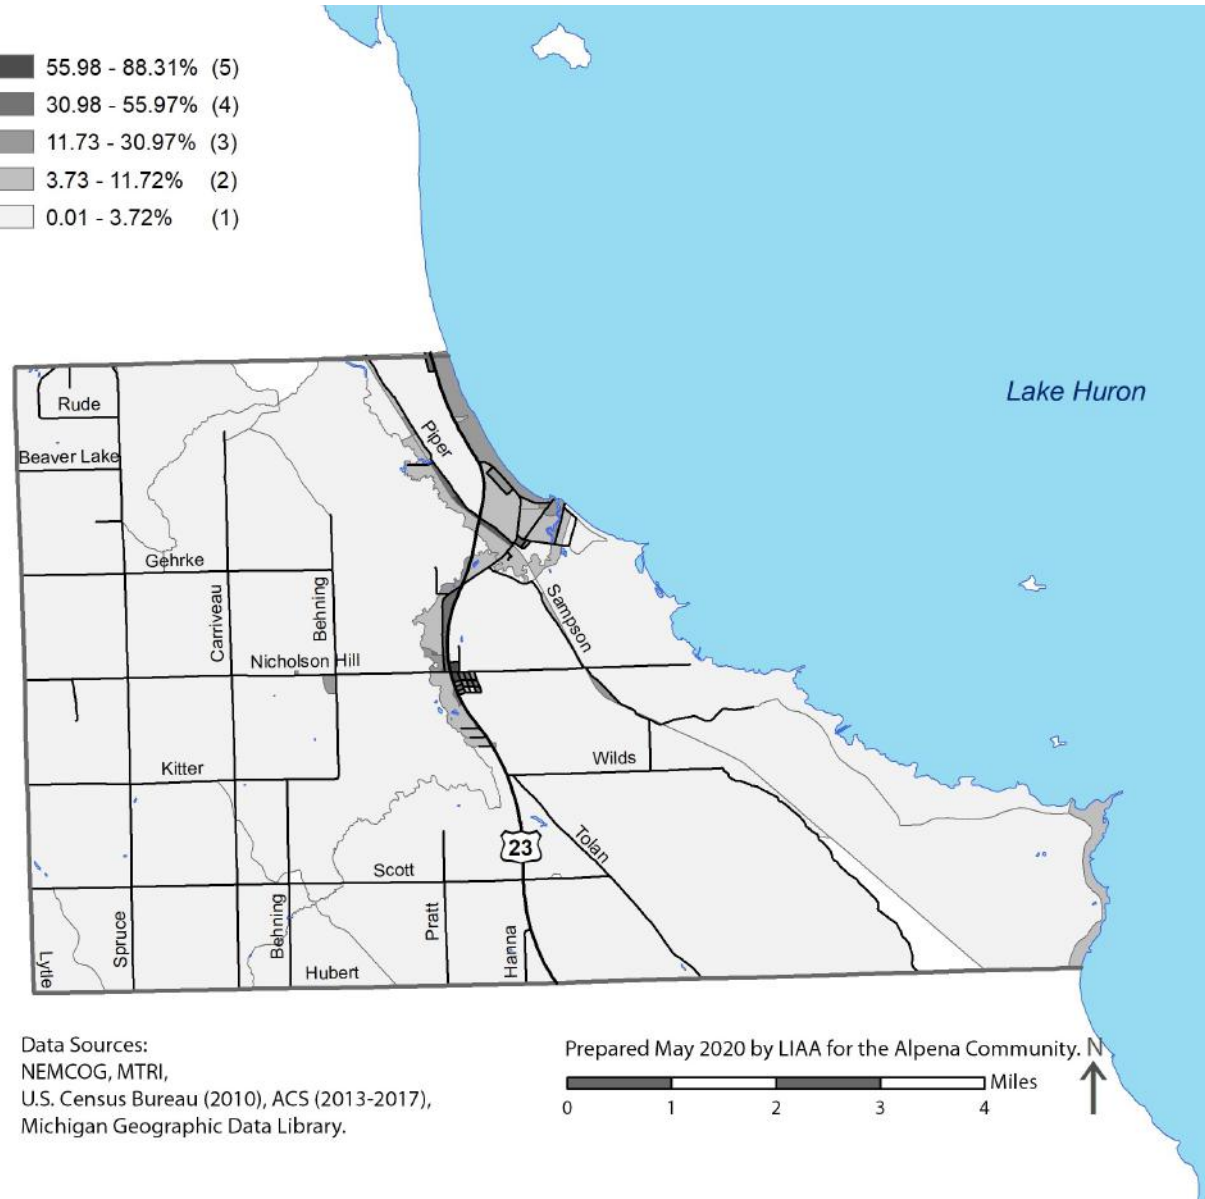 55.98 - 88.31% (5)
30.98 - 55.97% (4)
11.73 - 30.97% (3)
3.73 - 11.72% (2)
0.01 - 3.72% (1)
Lake Huron
Rude
Piper
Beaver Lake
Gehrke
Carriveau
Behning
Sampson
Nicholson Hill
Wilds
Kitter
23
Tolan
Scott
Spruce
Behning
Pratt
Hanna
Lytle
Hubert
Data Sources:
NEMCOG, MTRI,
U.S. Census Bureau (2010), ACS (2013-2017),
Michigan Geographic Data Library.
Prepared May 2020 by LIAA for the Alpena Community.
N
Miles
0 1 2 3 4